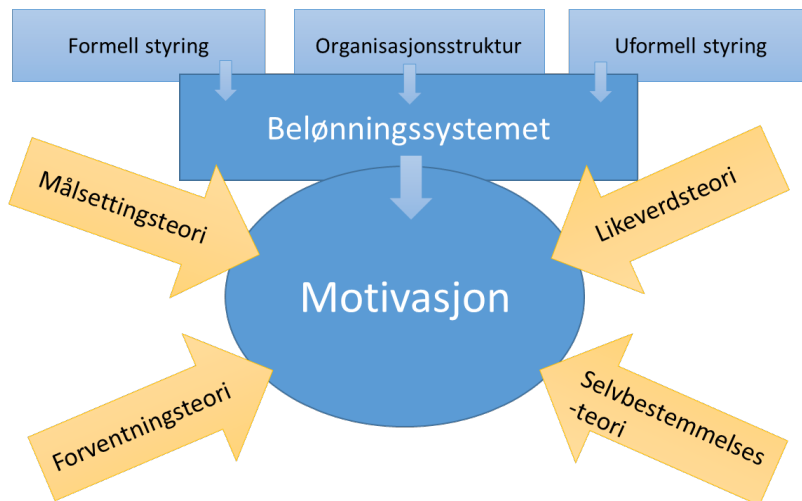 Formell styring
Organisasjonsstruktur
Uformell styring
Belønningssystemet
Målsettingsteori
Likeverdsteori
Motivasjon
Forventningsteori
Selvbestemmelses
-teori